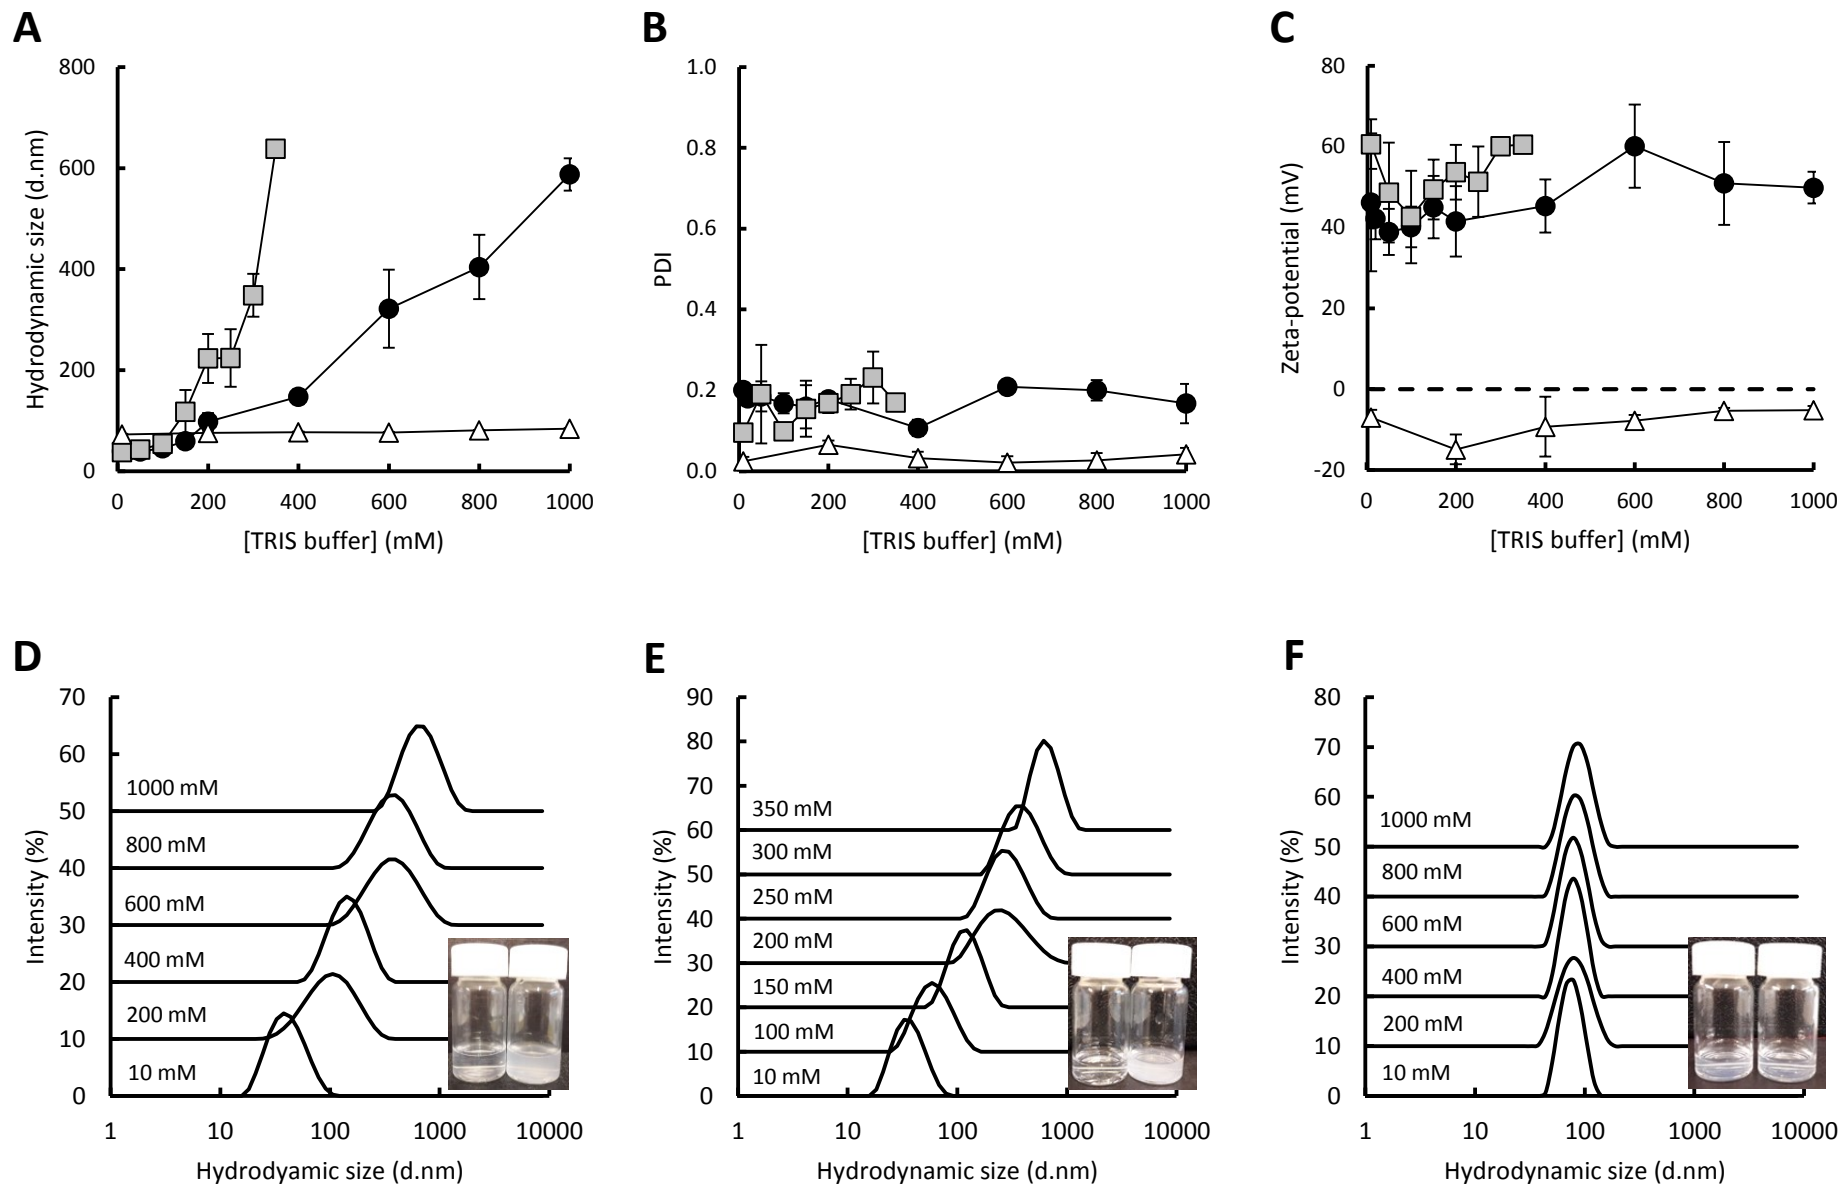 A
800
600
400
200
0
Hydrodynamic size (d.nm)
0 200 400 600 800 1000
[TRIS buffer] (mM)
B
1.0
0.8
0.6
0.4
0.2
0.0
PDI
0 200 400 600 800 1000
[TRIS buffer] (mM)
C
80
60
40
20
0
-20
Zeta-potential (mV)
0 200 400 600 800 1000
[TRIS buffer] (mM)
D
70
60
50
40
30
20
10
0
Intensity (%)
1000 mM
800 mM
600 mM
400 mM
200 mM
10 mM
1 10 100 1000 10000
Hydrodyamic size (d.nm)
E
90
80
70
60
50
40
30
20
10
0
Intensity (%)
350 mM
300 mM
250 mM
200 mM
150 mM
100 mM
10 mM
1 10 100 1000 10000
Hydrodynamic size (d.nm)
F
80
70
60
50
40
30
20
10
0
Intensity (%)
1000 mM
800 mM
600 mM
400 mM
200 mM
10 mM
1 10 100 1000 10000
Hydrodynamic size (d.nm)